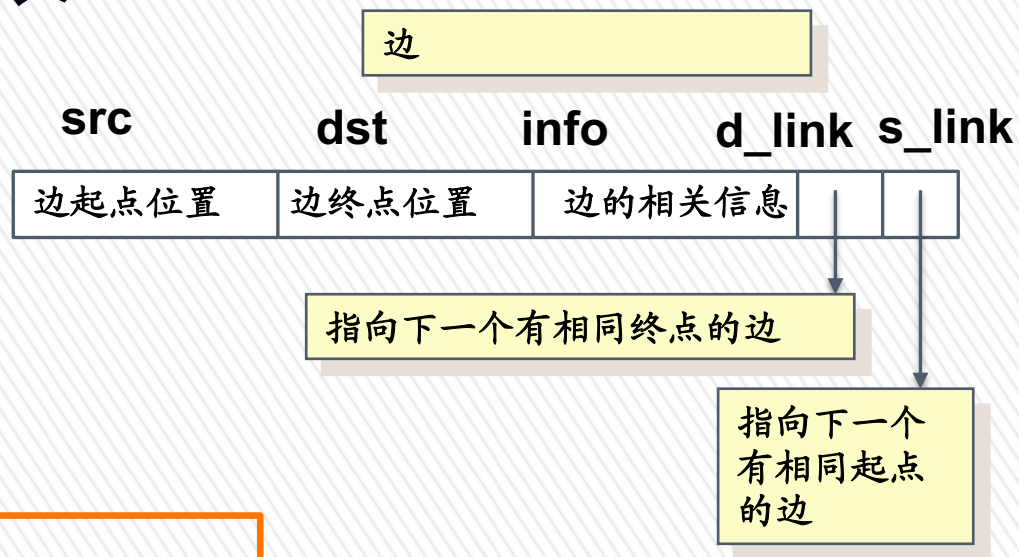 边
src dst info d_link s_link
边起点位置 边终点位置 边的相关信息
指向下一个有相同终点的边
指向下一个
有相同起点
的边